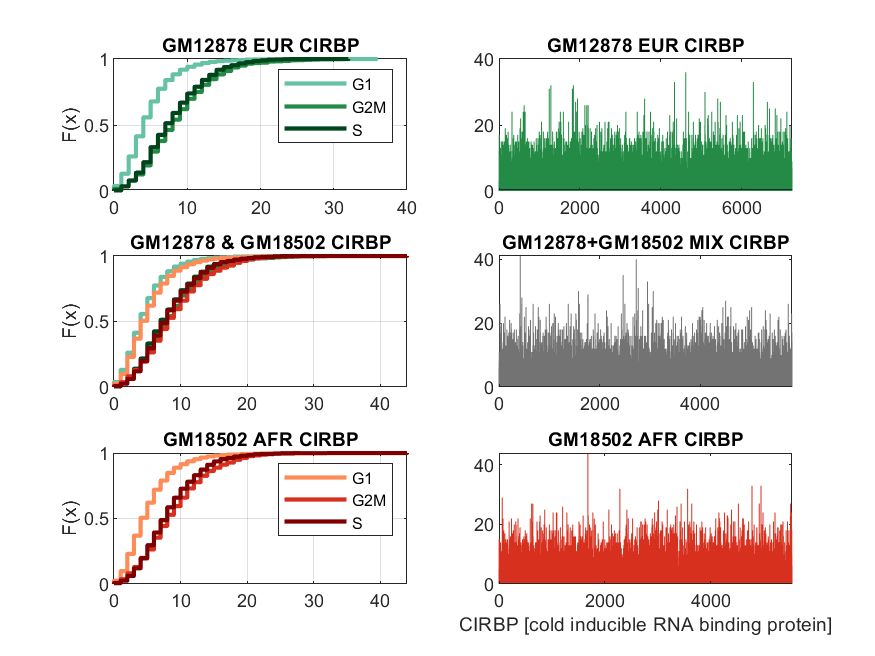 GM12878 EUR CIRBP
F(x)
1
0.5
0
0 10 20 30 40
G1
G2M
S
GM12878 EUR CIRBP
40
20
0
0 2000 4000 6000
GM12878 & GM18502 CIRBP
F(x)
1
0.5
0
0 10 20 30 40
GM12878+GM18502 MIX CIRBP
40
20
0
0 2000 4000
GM18502 AFR CIRBP
F(x)
1
0.5
0
0 10 20 30 40
G1
G2M
S
GM18502 AFR CIRBP
40
20
0
0 2000 4000
CIRBP [cold inducible RNA binding protein]